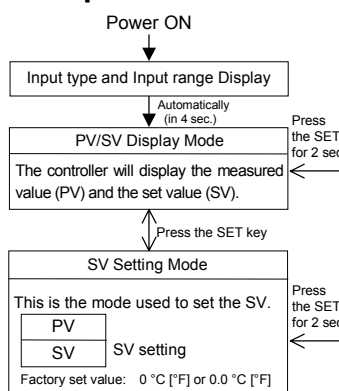 Power ON
Input type and Input range Display
Automatically
(in 4 sec.)
PV/SV Display Mode
The controller will display the measured
value (PV) and the set value (SV).
Press
the SET
for 2 sec
Press the SET key
SV Setting Mode
This is the mode used to set the SV.
PV
SV
SV setting
Factory set value: 0 °C [°F] or 0.0 °C [°F]
Press
the SET
for 2 sec